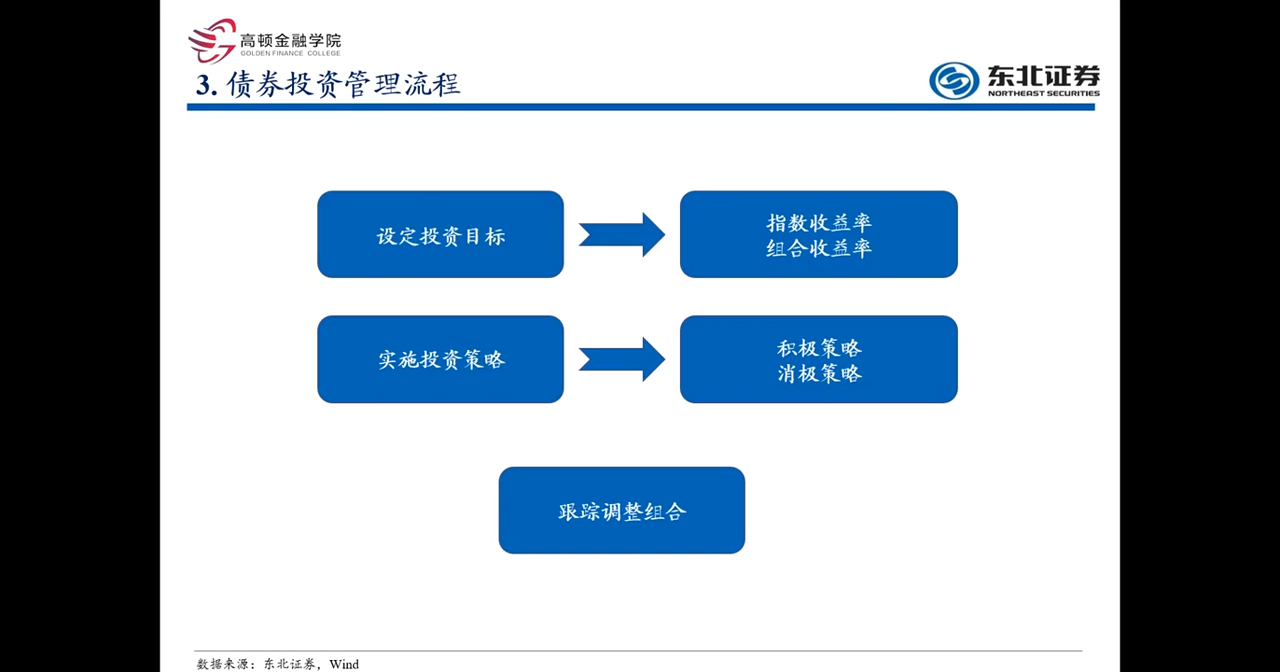 高顿金融学院
GOLDEN FINANCE COLLEGE
3. 债券投资管理流程
东北证券
NORTHEAST SECURITIES
设定投资目标
指数收益率
组合收益率
实施投资策略
积极策略
消极策略
跟踪调整组合
数据来源：东北证券，Wind